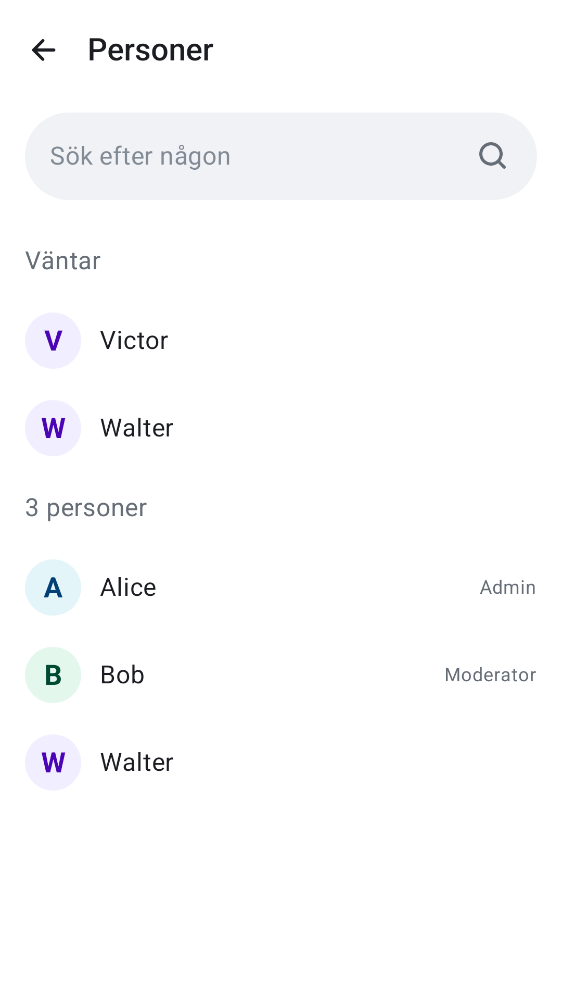 Personer
Sök efter någon
Väntar
V Victor
W Walter
3 personer
A Alice Admin
B Bob Moderator
W Walter